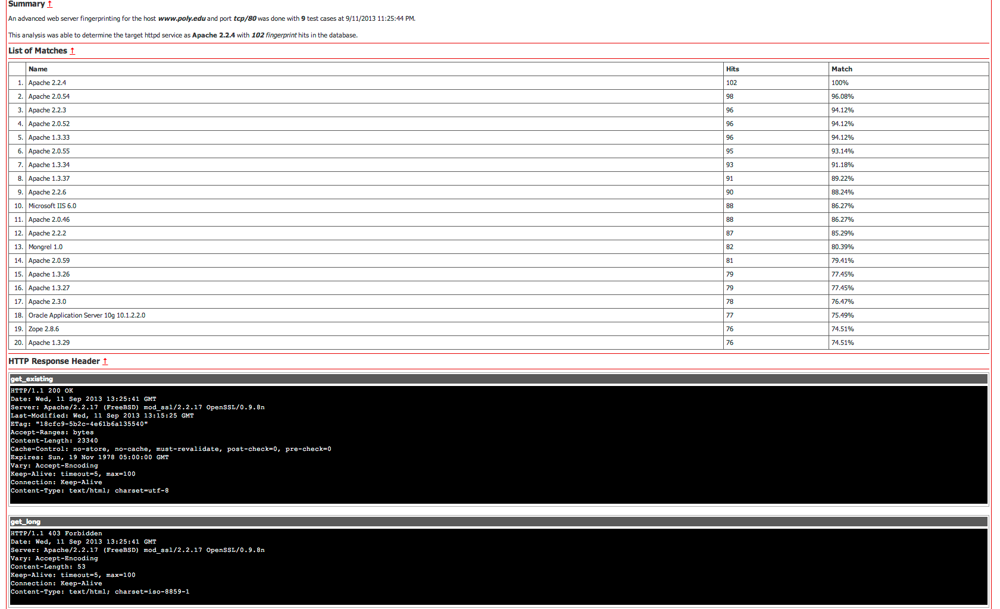 Summary ↑
An advanced web server fingerprinting for the host www.poly.edu and port tcp/80 was done with 9 test cases at 9/11/2013 11:25:44 PM.
This analysis was able to determine the target httpd service as Apache 2.2.4 with 102 fingerprint hits in the database.
List of Matches ↑
Name Hits Match
1. Apache 2.2.4 102 100%
2. Apache 2.0.54 98 96.08%
3. Apache 2.2.3 96 94.12%
4. Apache 2.0.52 96 94.12%
5. Apache 1.3.33 96 94.12%
6. Apache 2.0.55 95 93.14%
7. Apache 1.3.34 93 91.18%
8. Apache 1.3.37 91 89.22%
9. Apache 2.2.6 90 88.24%
10. Microsoft IIS 6.0 88 86.27%
11. Apache 2.0.46 88 86.27%
12. Apache 2.2.2 87 85.29%
13. Mongrel 1.0 82 80.39%
14. Apache 2.0.59 81 79.41%
15. Apache 1.3.26 79 77.45%
16. Apache 1.3.27 79 77.45%
17. Apache 2.3.0 78 76.47%
18. Oracle Application Server 10g 10.1.2.2.0 77 75.49%
19. Zope 2.8.6 76 74.51%
20. Apache 1.3.29 76 74.51%
HTTP Response Header ↑
get_existing
HTTP/1.1 200 OK
Date: Wed, 11 Sep 2013 13:25:41 GMT
Server: Apache/2.2.17 (FreeBSD) mod_ssl/2.2.17 OpenSSL/0.9.8n
Last-Modified: Wed, 11 Sep 2013 13:15:25 GMT
ETag: "18cfc9-5b2c-4e61b6a135540"
Accept-Ranges: bytes
Content-Length: 23340
Cache-Control: no-store, no-cache, must-revalidate, post-check=0, pre-check=0
Expires: Sun, 19 Nov 1978 05:00:00 GMT
Vary: Accept-Encoding
Keep-Alive: timeout=5, max=100
Connection: Keep-Alive
Content-Type: text/html; charset=utf-8
get_long
HTTP/1.1 403 Forbidden
Date: Wed, 11 Sep 2013 13:25:41 GMT
Server: Apache/2.2.17 (FreeBSD) mod_ssl/2.2.17 OpenSSL/0.9.8n
Vary: Accept-Encoding
Content-Length: 53
Keep-Alive: timeout=5, max=100
Connection: Keep-Alive
Content-Type: text/html; charset=iso-8859-1